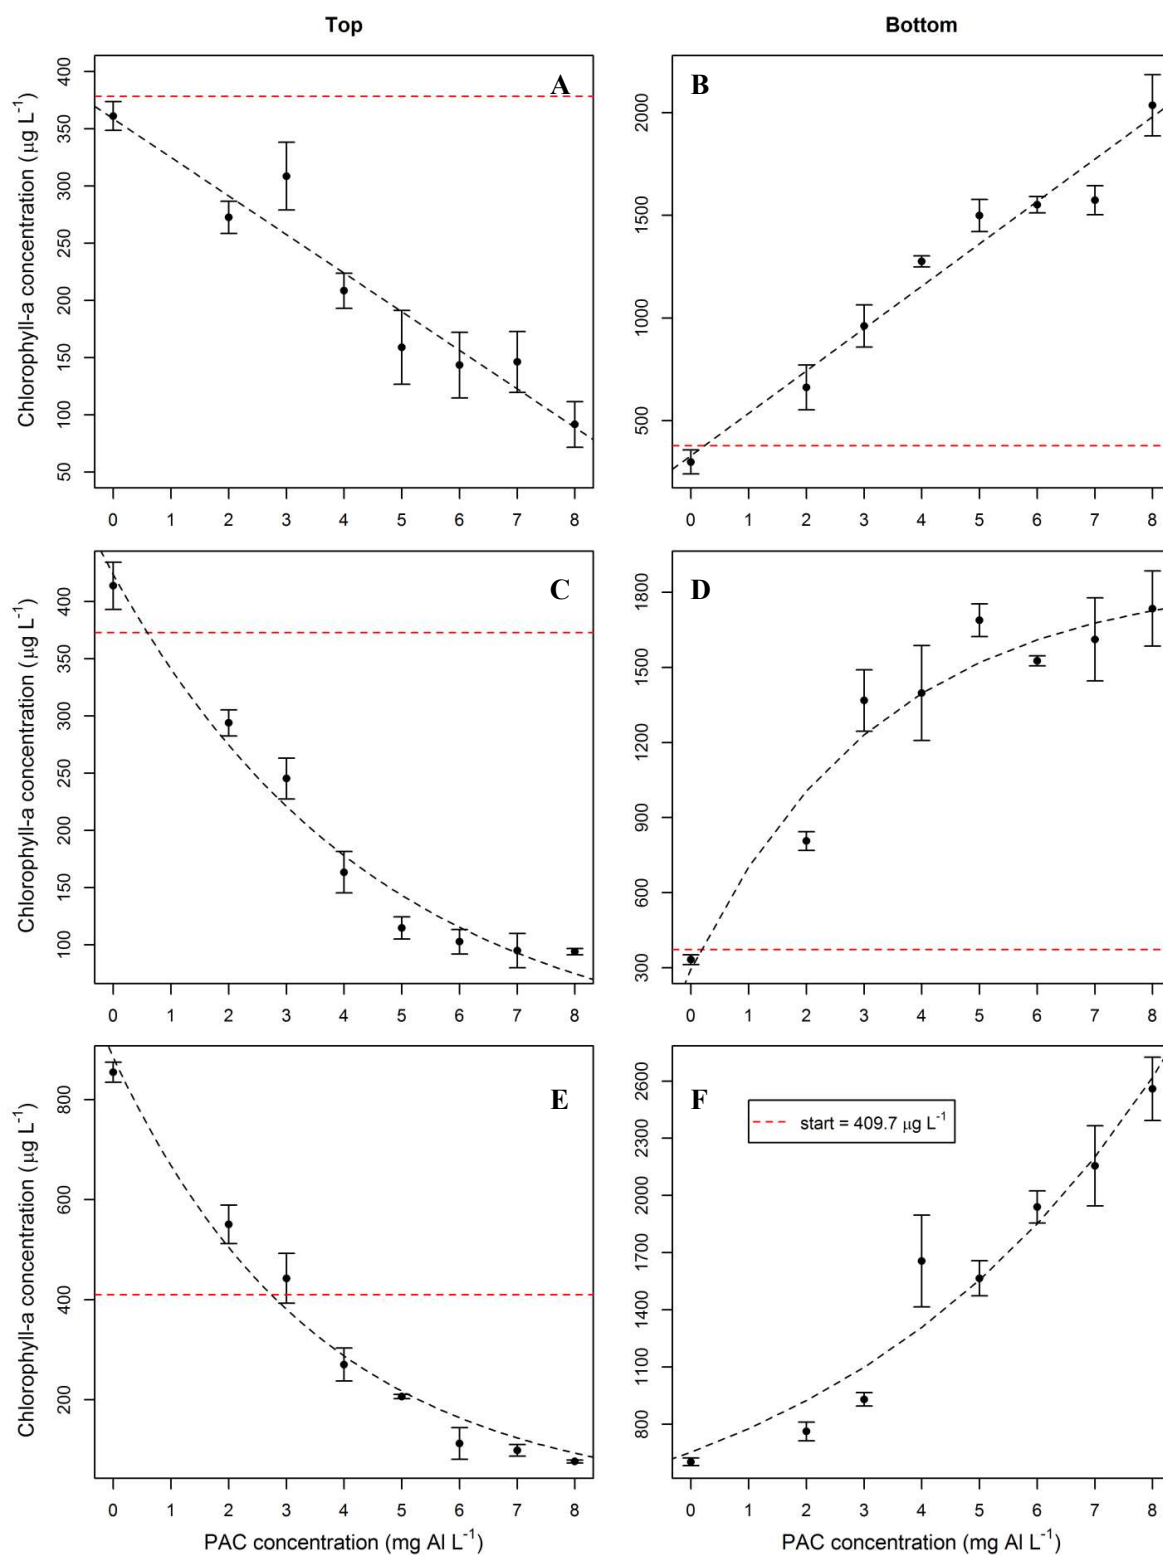 Top
Bottom
A
Chlorophyll-a concentration (μg L⁻¹)
400
350
300
250
200
150
100
50
0 1 2 3 4 5 6 7 8
B
2000
1500
1000
500
0 1 2 3 4 5 6 7 8
C
Chlorophyll-a concentration (μg L⁻¹)
400
350
300
250
200
150
100
0 1 2 3 4 5 6 7 8
D
1800
1500
1200
900
600
300
0 1 2 3 4 5 6 7 8
E
Chlorophyll-a concentration (μg L⁻¹)
800
600
400
200
0 1 2 3 4 5 6 7 8
PAC concentration (mg Al L⁻¹)
F
start = 409.7 μg L⁻¹
2600
2300
2000
1700
1400
1100
800
0 1 2 3 4 5 6 7 8
PAC concentration (mg Al L⁻¹)